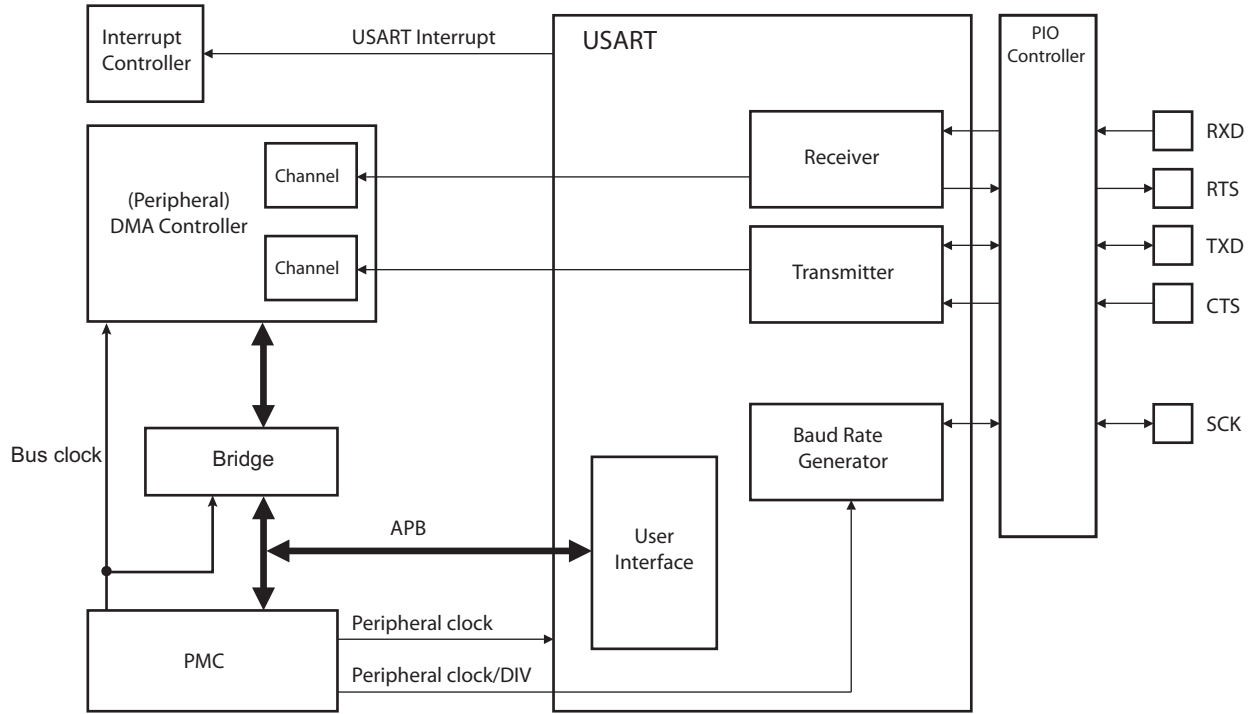 Interrupt
Controller
USART Interrupt
USART
PIO
Controller
(Peripheral)
DMA Controller
Channel
Channel
Receiver
Transmitter
RXD
RTS
TXD
CTS
SCK
Baud Rate
Generator
Bus clock
Bridge
APB
User
Interface
PMC
Peripheral clock
Peripheral clock/DIV